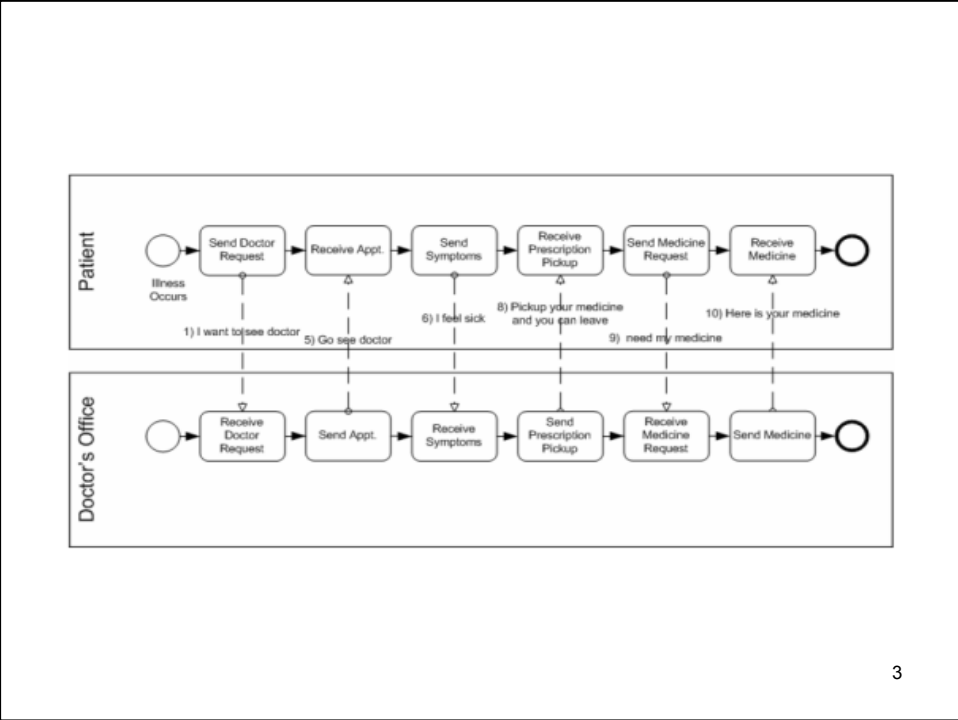 Patient
Send Doctor
Request
Receive Appt.
Send
Symptoms
Receive
Prescription
Pickup
Send Medicine
Request
Receive
Medicine
Illness
Occurs
1) I want to see doctor
5) Go see doctor
6) I feel sick
8) Pickup your medicine
and you can leave
9) need my medicine
10) Here is your medicine
Doctor's Office
Receive
Doctor
Request
Send Appt.
Receive
Symptoms
Send
Prescription
Pickup
Receive
Medicine
Request
Send Medicine
3